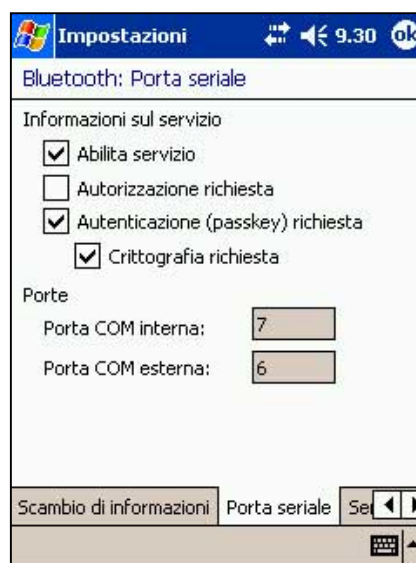 Impostazioni 9.30 ok
Bluetooth: Porta seriale
Informazioni sul servizio
Abilita servizio
Autorizzazione richiesta
Autenticazione (passkey) richiesta
Crittografia richiesta
Porte
Porta COM interna: 7
Porta COM esterna: 6
Scambio di informazioni Porta seriale